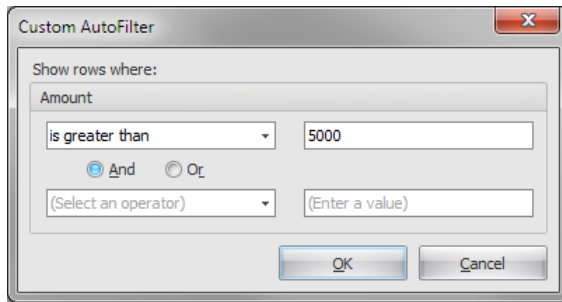 Custom AutoFilter
Show rows where:
Amount
is greater than 5000
And Or
(Select an operator) (Enter a value)
OK Cancel